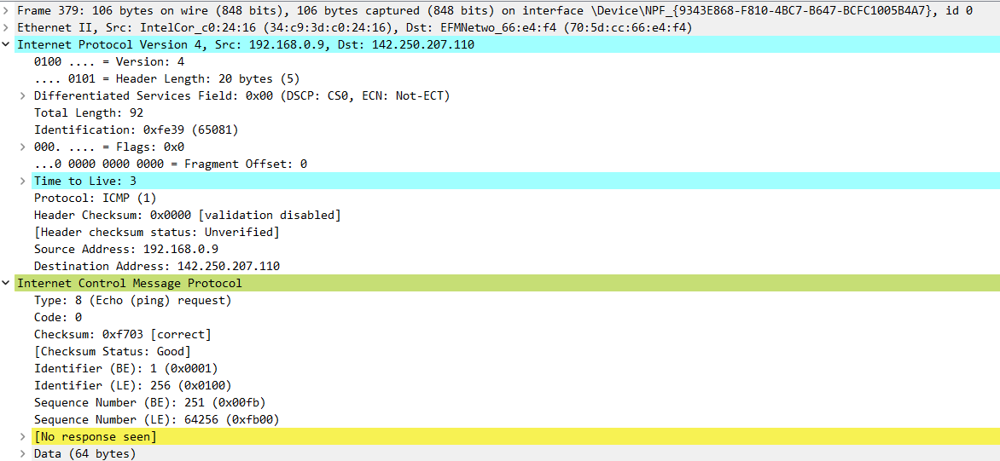 Frame 379: 106 bytes on wire (848 bits), 106 bytes captured (848 bits) on interface \Device\NPF_{9343E868-F810-4BC7-B647-BCFC1005B4A7}, id 0
Ethernet II, Src: IntelCor_c0:24:16 (34:c9:3d:c0:24:16), Dst: EFMNetwo_66:e4:f4 (70:5d:cc:66:e4:f4)
Internet Protocol Version 4, Src: 192.168.0.9, Dst: 142.250.207.110
0100 .... = Version: 4
.... 0101 = Header Length: 20 bytes (5)
Differentiated Services Field: 0x00 (DSCP: CS0, ECN: Not-ECT)
Total Length: 92
Identification: 0xfe39 (65081)
000. .... = Flags: 0x0
...0 0000 0000 0000 = Fragment Offset: 0
Time to Live: 3
Protocol: ICMP (1)
Header Checksum: 0x0000 [validation disabled]
[Header checksum status: Unverified]
Source Address: 192.168.0.9
Destination Address: 142.250.207.110
Internet Control Message Protocol
Type: 8 (Echo (ping) request)
Code: 0
Checksum: 0xf703 [correct]
[Checksum Status: Good]
Identifier (BE): 1 (0x0001)
Identifier (LE): 256 (0x0100)
Sequence Number (BE): 251 (0x00fb)
Sequence Number (LE): 64256 (0xfb00)
[No response seen]
Data (64 bytes)